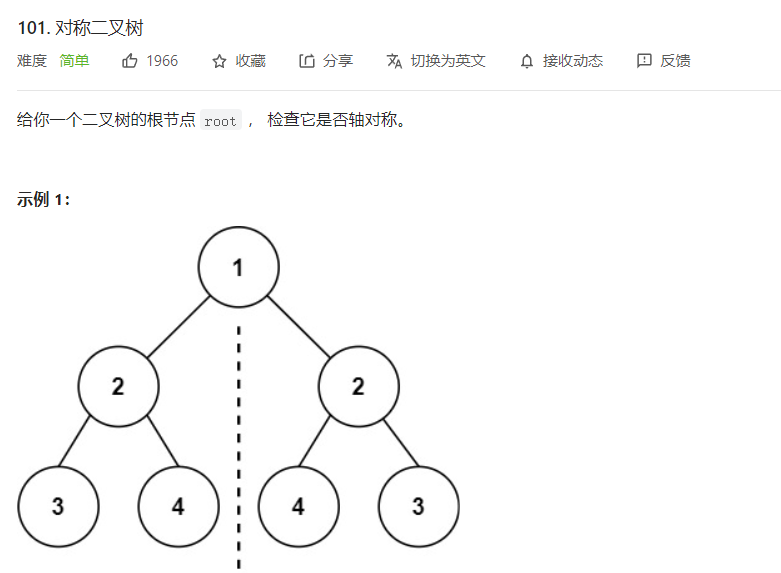 101. 对称二叉树
难度 简单 1966 收藏 分享 切换为英文 接收动态 反馈
给你一个二叉树的根节点 root ， 检查它是否轴对称。
示例 1：
1
2 2
3 4 4 3